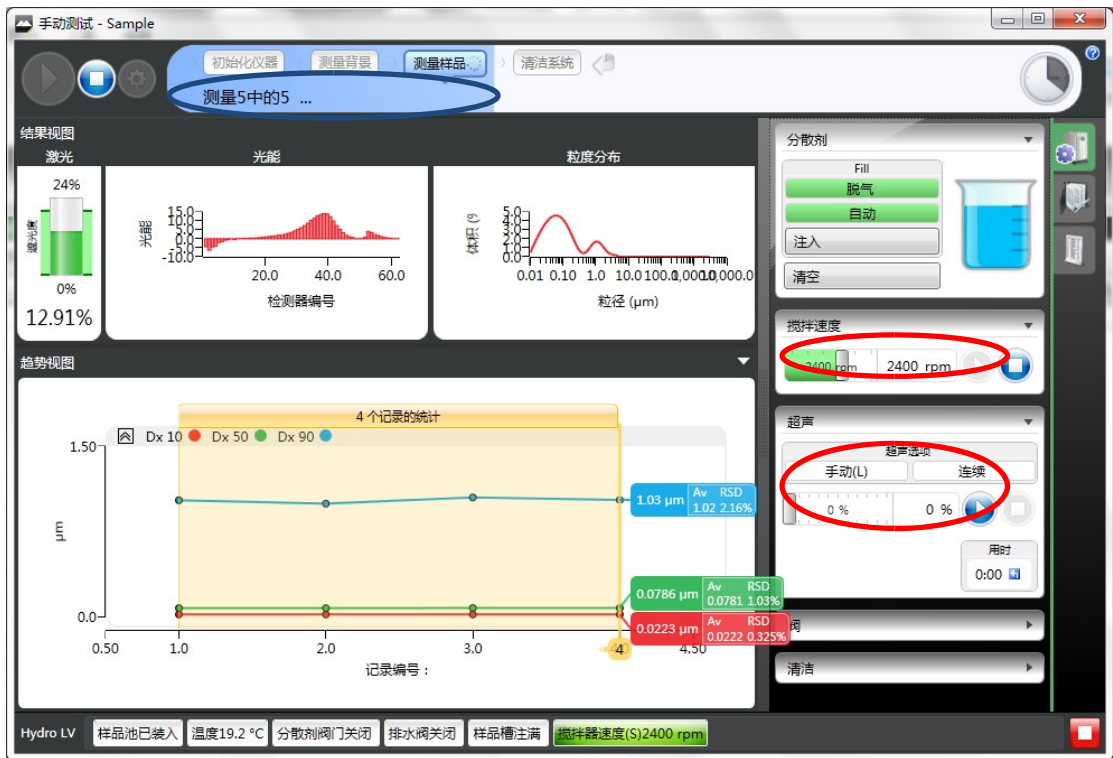 手动测试 - Sample
初始化仪器 测量背景 测量样品 清洁系统
测量5中的5 ...
结果视图
激光 光能 粒度分布
24%
遮光度
0%
12.91%
光能
15.0
10.0
5.0
0.0
-5.0
-10.0
20.0 40.0 60.0
检测器编号
5.0
4.0
3.0
2.0
1.0
0.0
0.01 0.10 1.0 10.0 100.0
粒径 (μm)
趋势视图
4 个记录的统计
Dx 10 Dx 50 Dx 90
1.50
μm
0.0
0.50 1.0 2.0 3.0 4 4.50
记录编号 :
1.03 μm Av RSD
1.02 2.16%
0.0786 μm Av RSD
0.0781 1.03%
0.0223 μm Av RSD
0.0222 0.325%
分散剂
Fill
脱气
自动
注入
清空
搅拌速度
2400 rpm 2400 rpm
超声
超声选项
手动(L) 连续
0 % 0 %
用时
0:00
阀
清洁
Hydro LV 样品池已装入 温度19.2 °C 分散剂阀门关闭 排水阀关闭 样品槽注满 搅拌器速度(S)2400 rpm